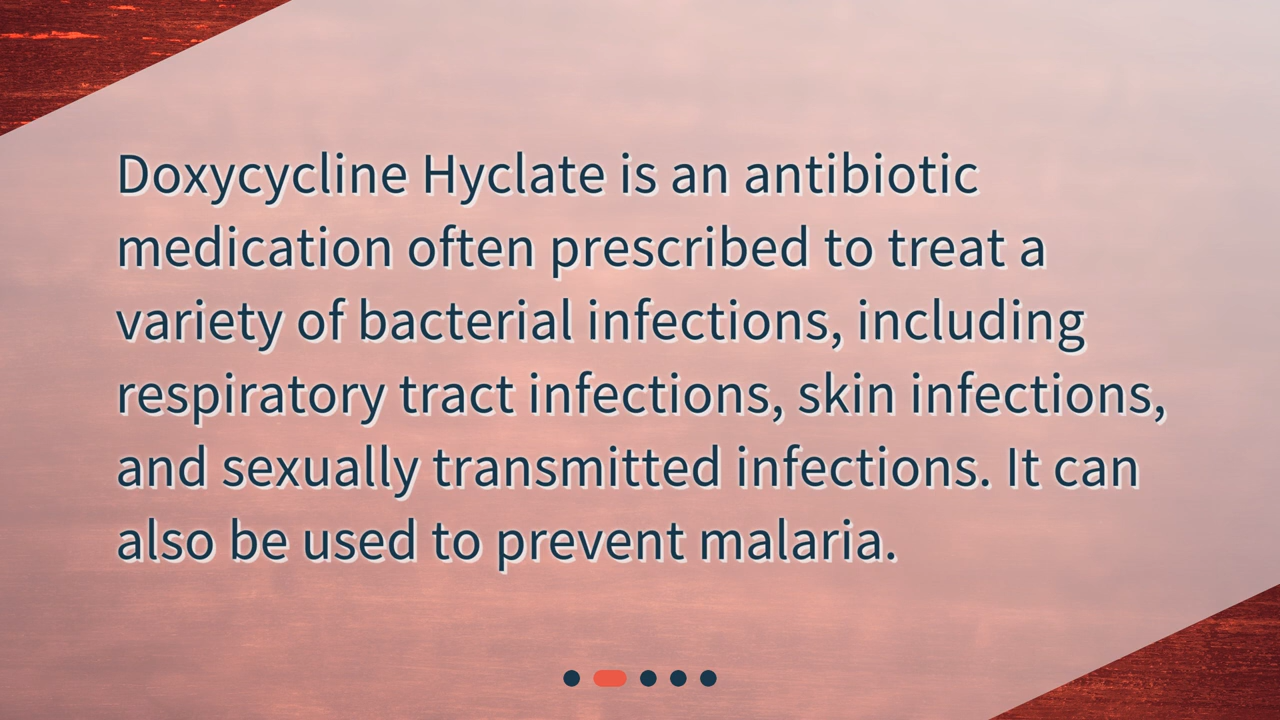 Doxycycline Hyclate is an antibiotic
medication often prescribed to treat a
variety of bacterial infections, including
respiratory tract infections, skin infections,
and sexually transmitted infections. It can
also be used to prevent malaria.